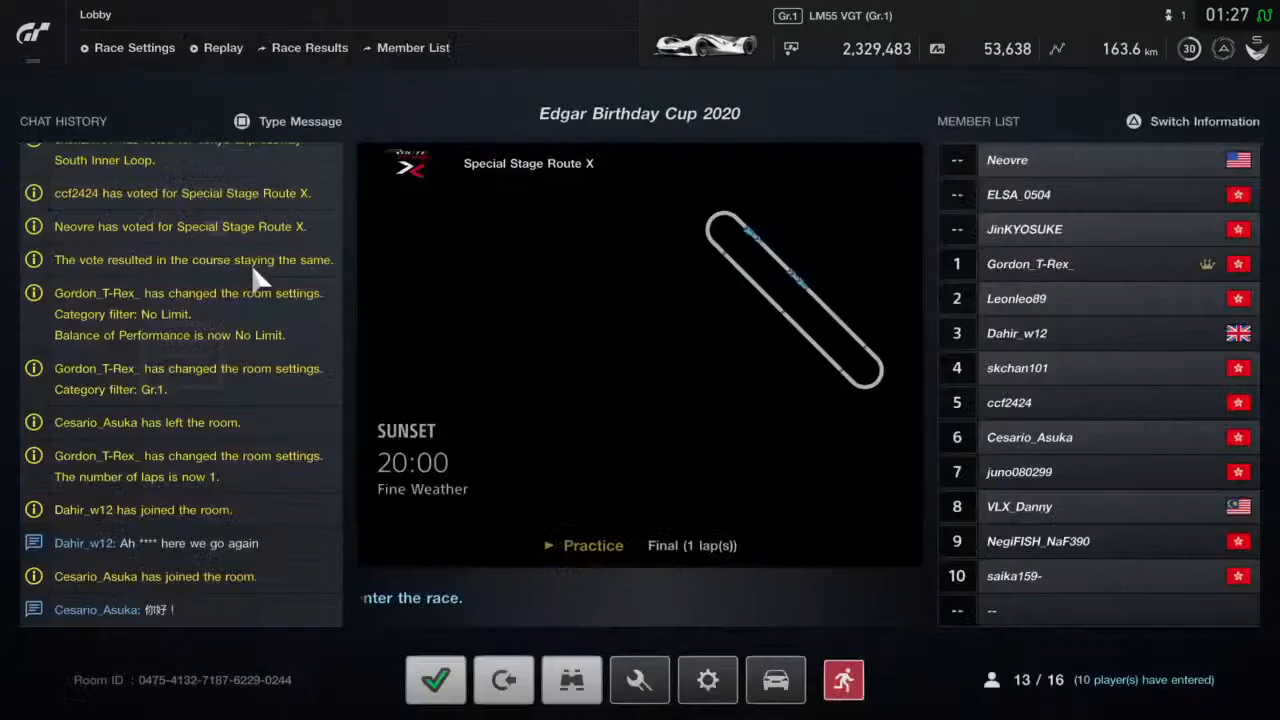 Lobby
Gr.1 LM55 VGT (Gr.1)
1 01:27
Race Settings Replay Race Results Member List
2,329,483 53,638 163.6 km 30 S
CHAT HISTORY Type Message
Edgar Birthday Cup 2020
MEMBER LIST Switch Information
South Inner Loop.
ccf2424 has voted for Special Stage Route X.
Neovre has voted for Special Stage Route X.
The vote resulted in the course staying the same.
Gordon_T-Rex_ has changed the room settings.
Category filter: No Limit.
Balance of Performance is now No Limit.
Gordon_T-Rex_ has changed the room settings.
Category filter: Gr.1.
Cesario_Asuka has left the room.
Gordon_T-Rex_ has changed the room settings.
The number of laps is now 1.
Dahir_w12 has joined the room.
Dahir_w12: Ah **** here we go again
Cesario_Asuka has joined the room.
Cesario_Asuka: 你好！
Special Stage Route X
SUNSET
20:00
Fine Weather
Practice Final (1 lap(s))
nter the race.
-- Neovre
-- ELSA_0504
-- JinKYOSUKE
1 Gordon_T-Rex_
2 Leonleo89
3 Dahir_w12
4 skchan101
5 ccf2424
6 Cesario_Asuka
7 juno080299
8 VLX_Danny
9 NegiFISH_NaF390
10 saika159-
-- --
Room ID : 0475-4132-7187-6229-0244
13 / 16 (10 player(s) have entered)